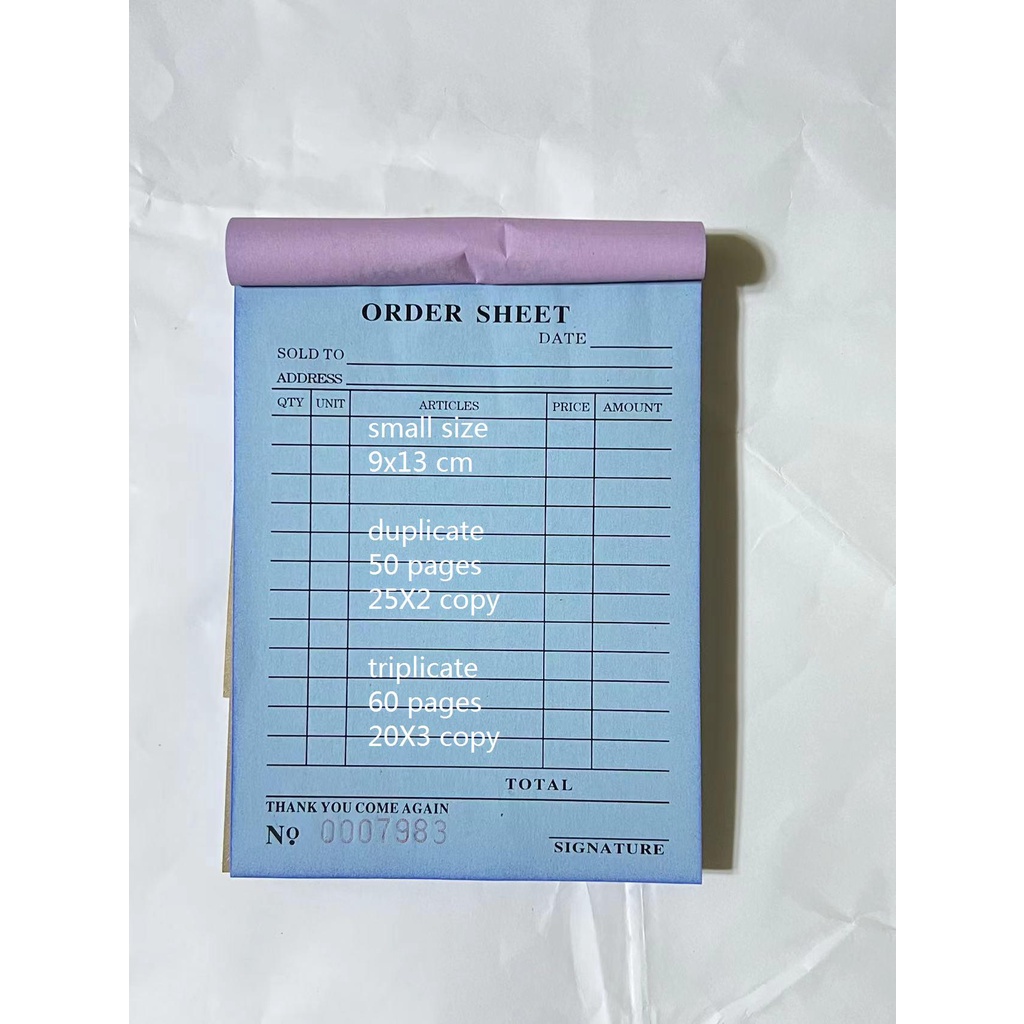 ORDER SHEET
DATE
SOLD TO
ADDRESS
QTY UNIT ARTICLES PRICE AMOUNT
small size
9x13 cm
duplicate
50 pages
25X2 copy
triplicate
60 pages
20X3 copy
TOTAL
THANK YOU COME AGAIN
Nº 0007983
SIGNATURE